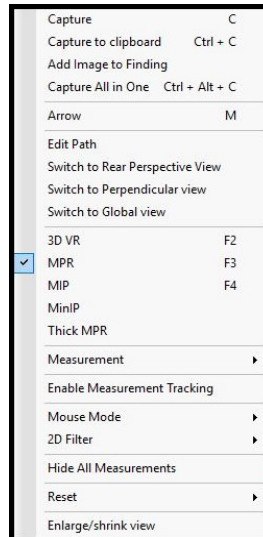 Capture C
Capture to clipboard Ctrl + C
Add Image to Finding
Capture All in One Ctrl + Alt + C
Arrow M
Edit Path
Switch to Rear Perspective View
Switch to Perpendicular view
Switch to Global view
3D VR F2
MPR F3
MIP F4
MinIP
Thick MPR
Measurement
Enable Measurement Tracking
Mouse Mode
2D Filter
Hide All Measurements
Reset
Enlarge/shrink view